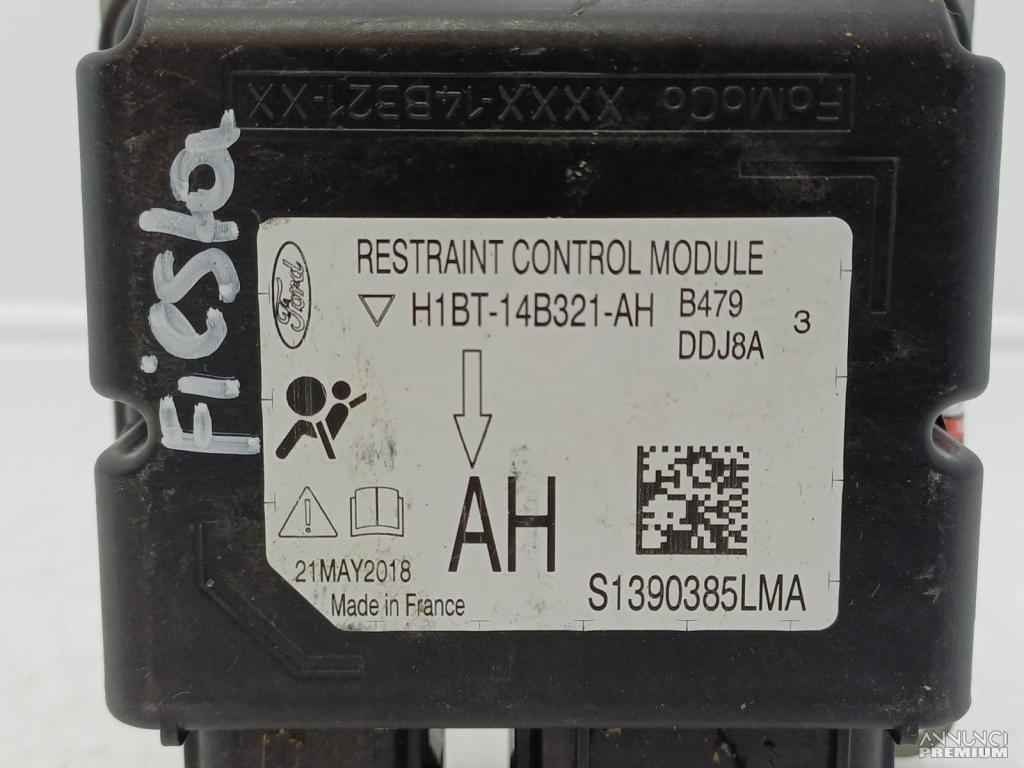 FoMoCo XXXX-14B321-XX
Fiesta
Ford
RESTRAINT CONTROL MODULE
H1BT-14B321-AH
B479
DDJ8A
3
AH
21MAY2018
Made in France
S1390385LMA
ANNUNCI
PREMIUM